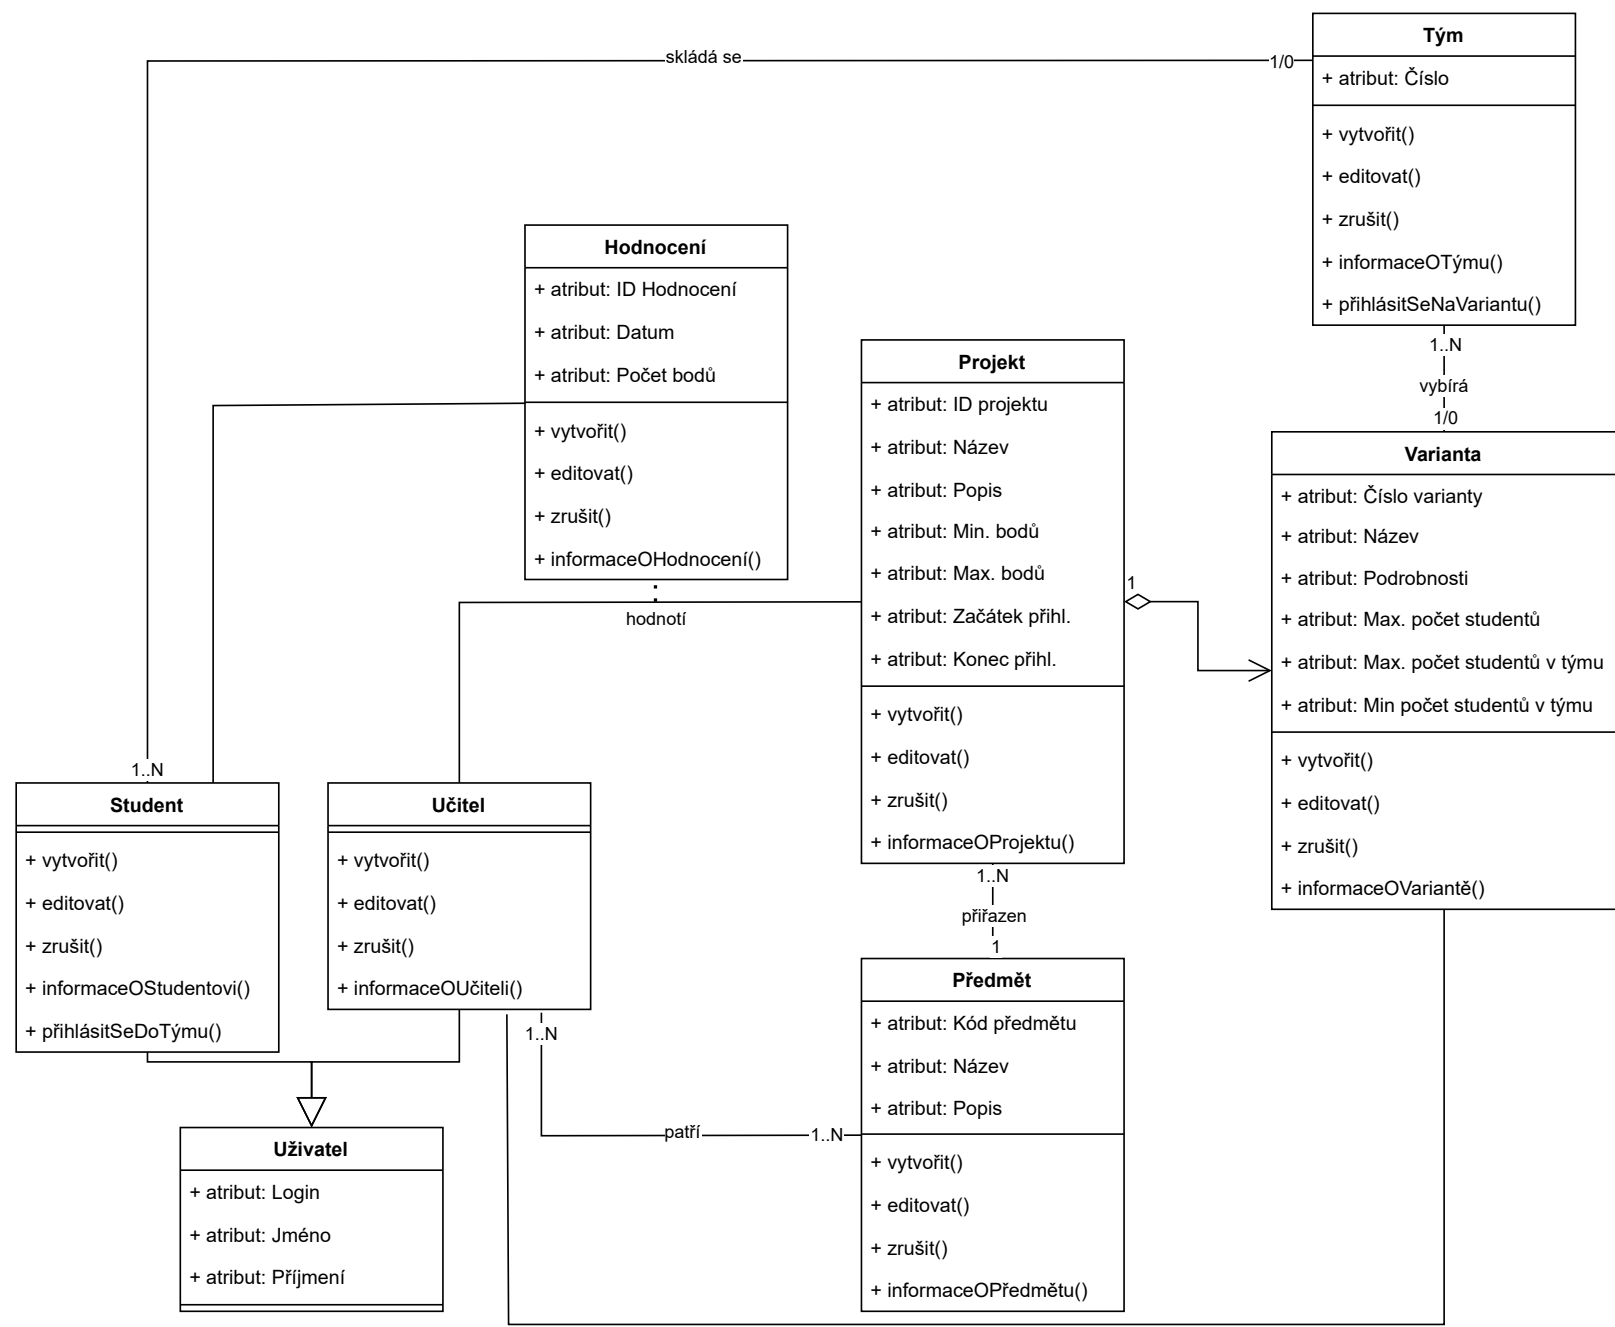 Tým
+ atribut: Číslo
+ vytvořit()
+ editovat()
+ zrušit()
+ informaceOTýmu()
+ přihlásitSeNaVariantu()
skládá se
1/0
1..N
Hodnocení
+ atribut: ID Hodnocení
+ atribut: Datum
+ atribut: Počet bodů
+ vytvořit()
+ editovat()
+ zrušit()
+ informaceOHodnocení()
hodnotí
Projekt
+ atribut: ID projektu
+ atribut: Název
+ atribut: Popis
+ atribut: Min. bodů
+ atribut: Max. bodů
+ atribut: Začátek přihl.
+ atribut: Konec přihl.
+ vytvořit()
+ editovat()
+ zrušit()
+ informaceOProjektu()
1
1..N
vybírá
1/0
Varianta
+ atribut: Číslo varianty
+ atribut: Název
+ atribut: Podrobnosti
+ atribut: Max. počet studentů
+ atribut: Max. počet studentů v týmu
+ atribut: Min počet studentů v týmu
+ vytvořit()
+ editovat()
+ zrušit()
+ informaceOVariantě()
Student
+ vytvořit()
+ editovat()
+ zrušit()
+ informaceOStudentovi()
+ přihlásitSeDoTýmu()
Učitel
+ vytvořit()
+ editovat()
+ zrušit()
+ informaceOUčiteli()
1..N
přiřazen
1
Předmět
+ atribut: Kód předmětu
+ atribut: Název
+ atribut: Popis
+ vytvořit()
+ editovat()
+ zrušit()
+ informaceOPředmětu()
1..N
patří
1..N
Uživatel
+ atribut: Login
+ atribut: Jméno
+ atribut: Příjmení